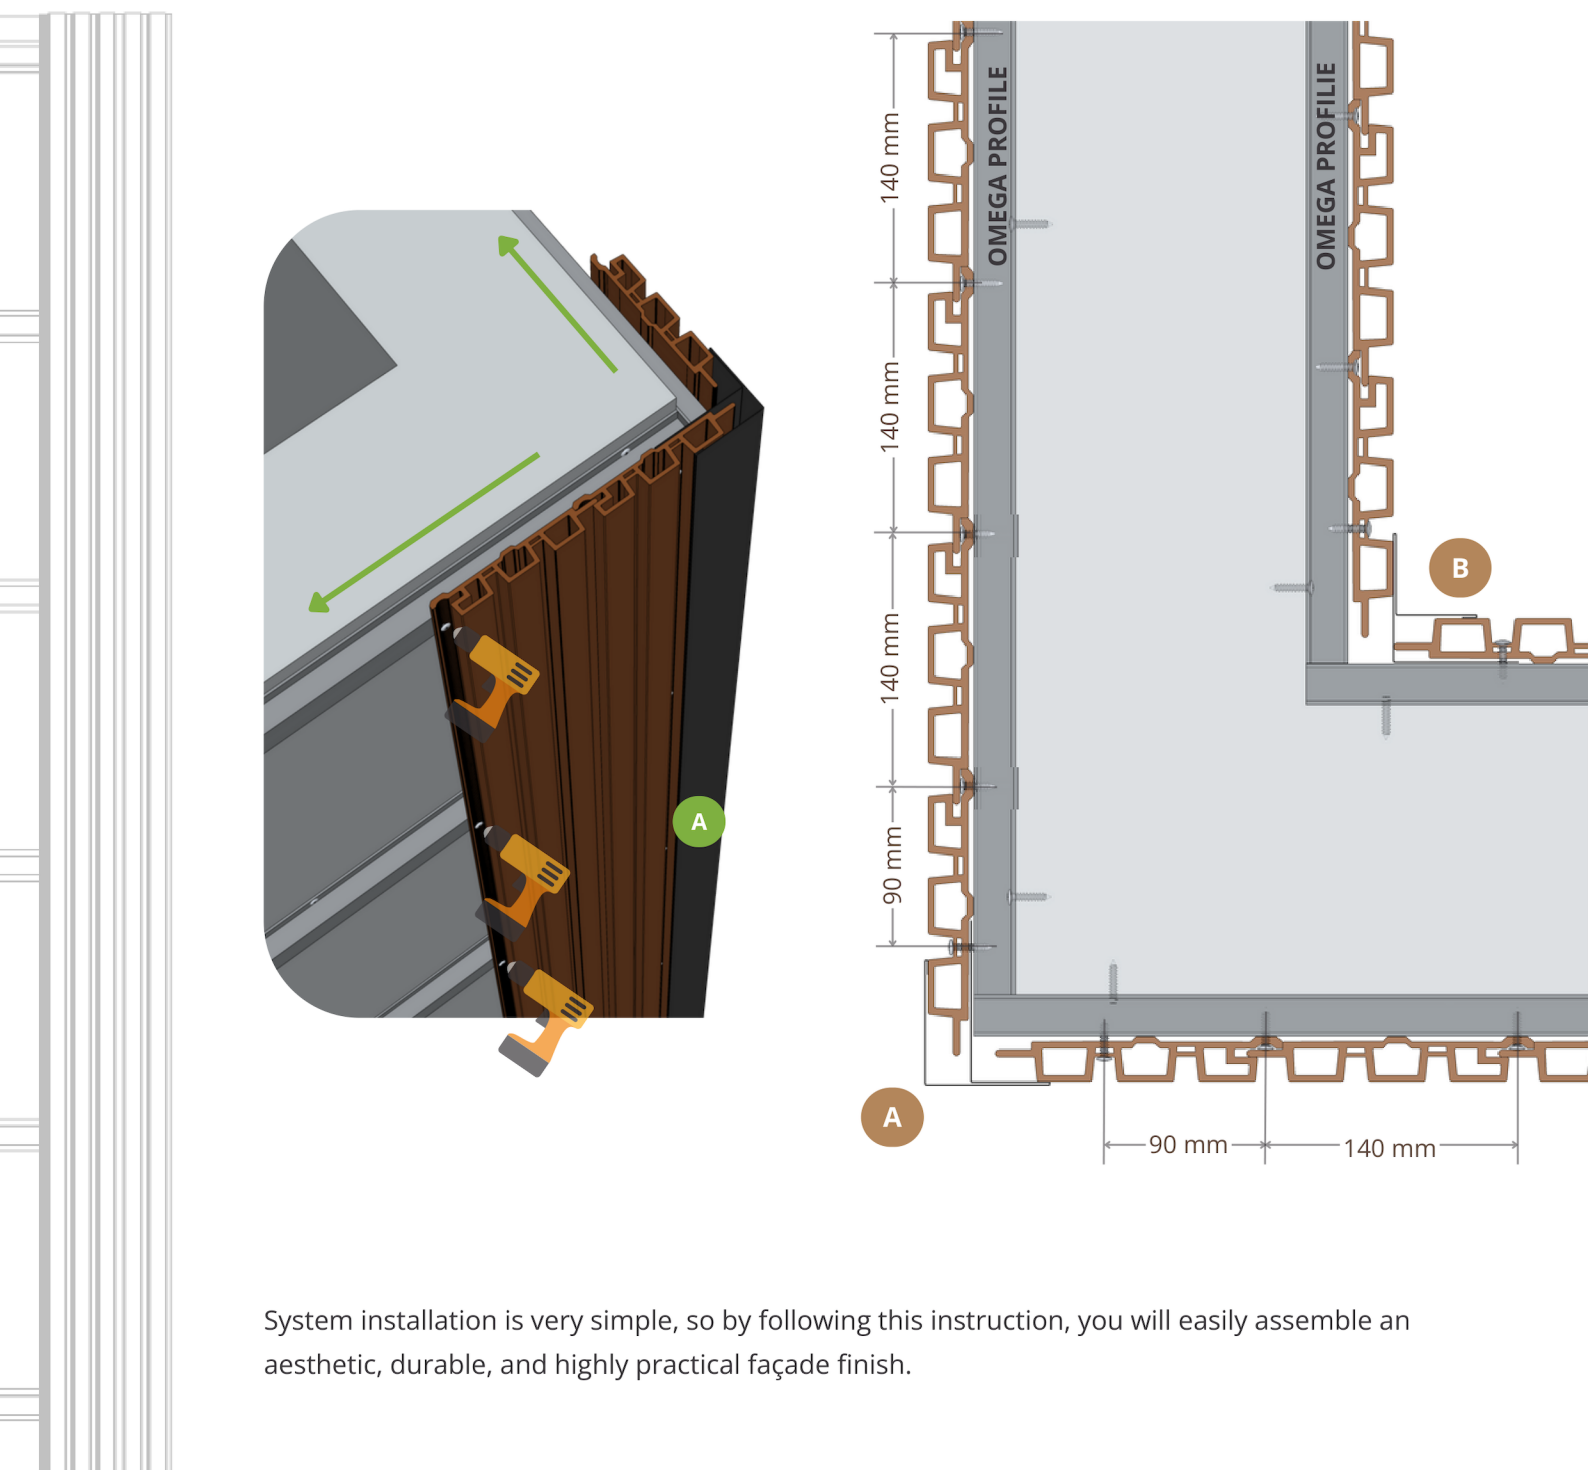 OMEGA PROFILE
OMEGA PROFILIE
140 mm
140 mm
140 mm
90 mm
B
A
A
90 mm
140 mm
System installation is very simple, so by following this instruction, you will easily assemble an
aesthetic, durable, and highly practical façade finish.